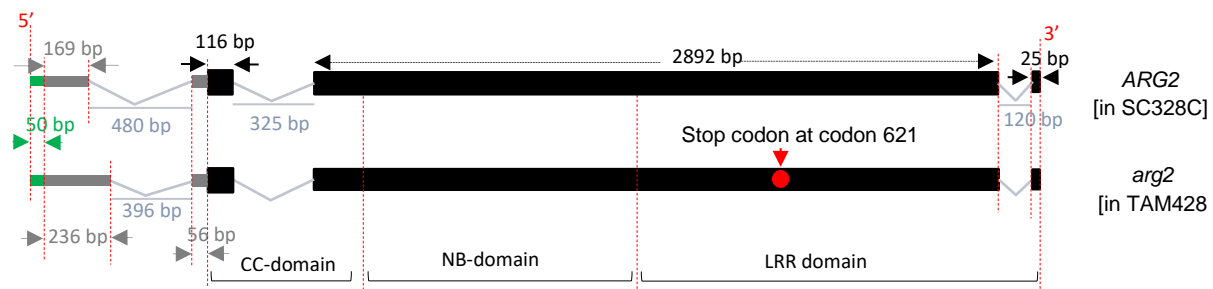 5’
3’
169 bp
116 bp
2892 bp
25 bp
ARG2
[in SC328C]
480 bp
325 bp
120 bp
50 bp
Stop codon at codon 621
arg2
[in TAM428
396 bp
236 bp
56 bp
CC-domain
NB-domain
LRR domain